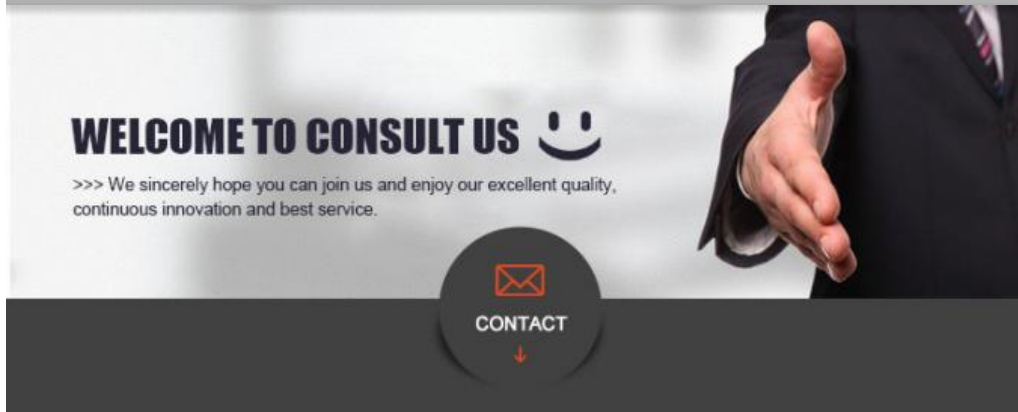 WELCOME TO CONSULT US
>>> We sincerely hope you can join us and enjoy our excellent quality,
continuous innovation and best service.
CONTACT